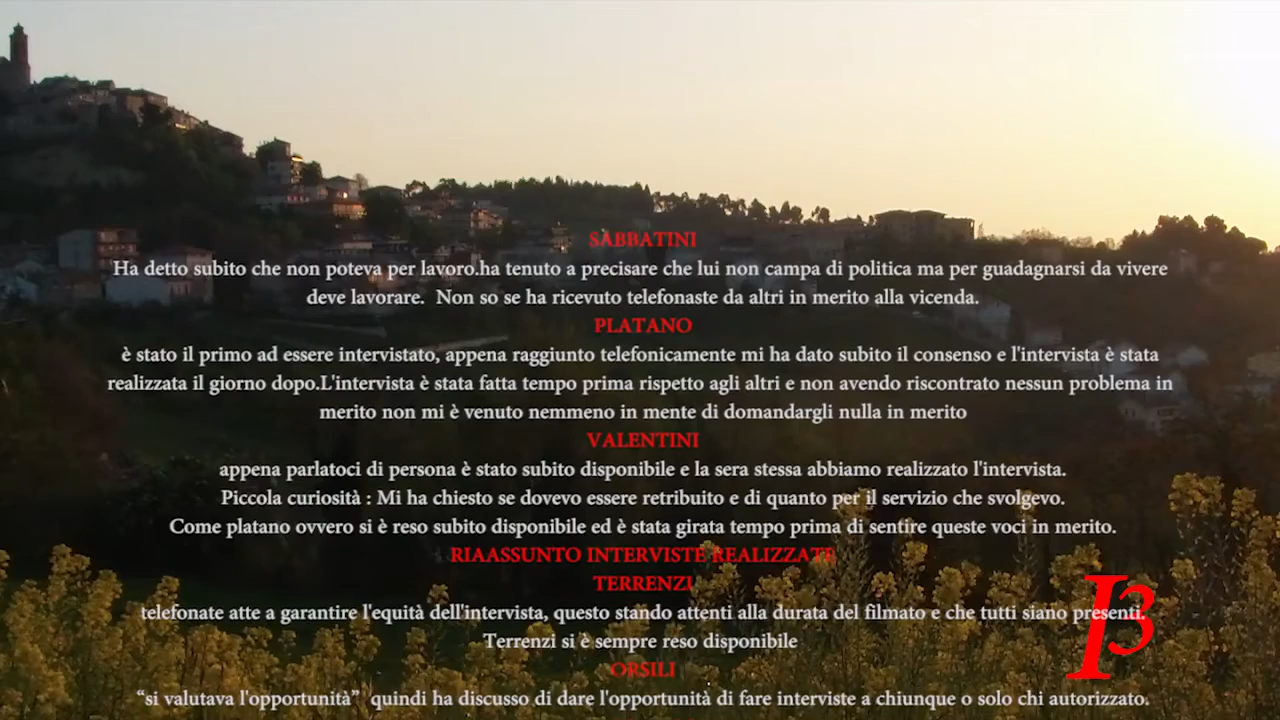 SABBATINI
Ha detto subito che non poteva per lavoro.ha tenuto a precisare che lui non campa di politica ma per guadagnarsi da vivere
deve lavorare.  Non so se ha ricevuto telefonaste da altri in merito alla vicenda.
PLATANO
è stato il primo ad essere intervistato, appena raggiunto telefonicamente mi ha dato subito il consenso e l'intervista è stata
realizzata il giorno dopo.L'intervista è stata fatta tempo prima rispetto agli altri e non avendo riscontrato nessun problema in
merito non mi è venuto nemmeno in mente di domandargli nulla in merito
VALENTINI
appena parlatoci di persona è stato subito disponibile e la sera stessa abbiamo realizzato l'intervista.
Piccola curiosità : Mi ha chiesto se dovevo essere retribuito e di quanto per il servizio che svolgevo.
Come platano ovvero si è reso subito disponibile ed è stata girata tempo prima di sentire queste voci in merito.
RIAASSUNTO INTERVISTE REALIZZATE
TERRENZI
telefonate atte a garantire l'equità dell'intervista, questo stando attenti alla durata del filmato e che tutti siano presenti.
Terrenzi si è sempre reso disponibile
ORSILI
“si valutava l'opportunità”  quindi ha discusso di dare l'opportunità di fare interviste a chiunque o solo chi autorizzato.
13